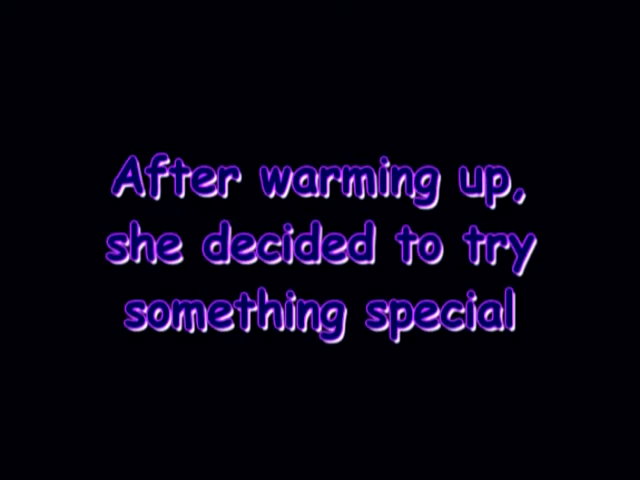 After warming up,
she decided to try
something special